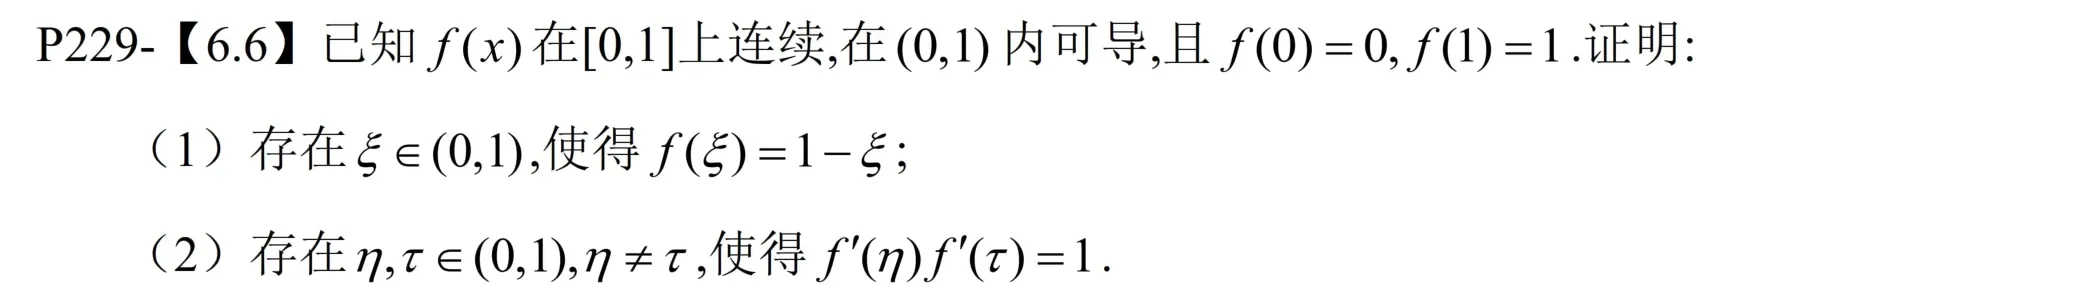 P229-【6.6】已知 f(x) 在[0,1]上连续,在(0,1) 内可导,且 f(0) = 0, f(1) = 1.证明:
（1）存在 ξ ∈ (0,1),使得 f(ξ) = 1 − ξ ;
（2）存在 η,τ ∈ (0,1),η ≠ τ ,使得 f′(η)f′(τ) = 1.